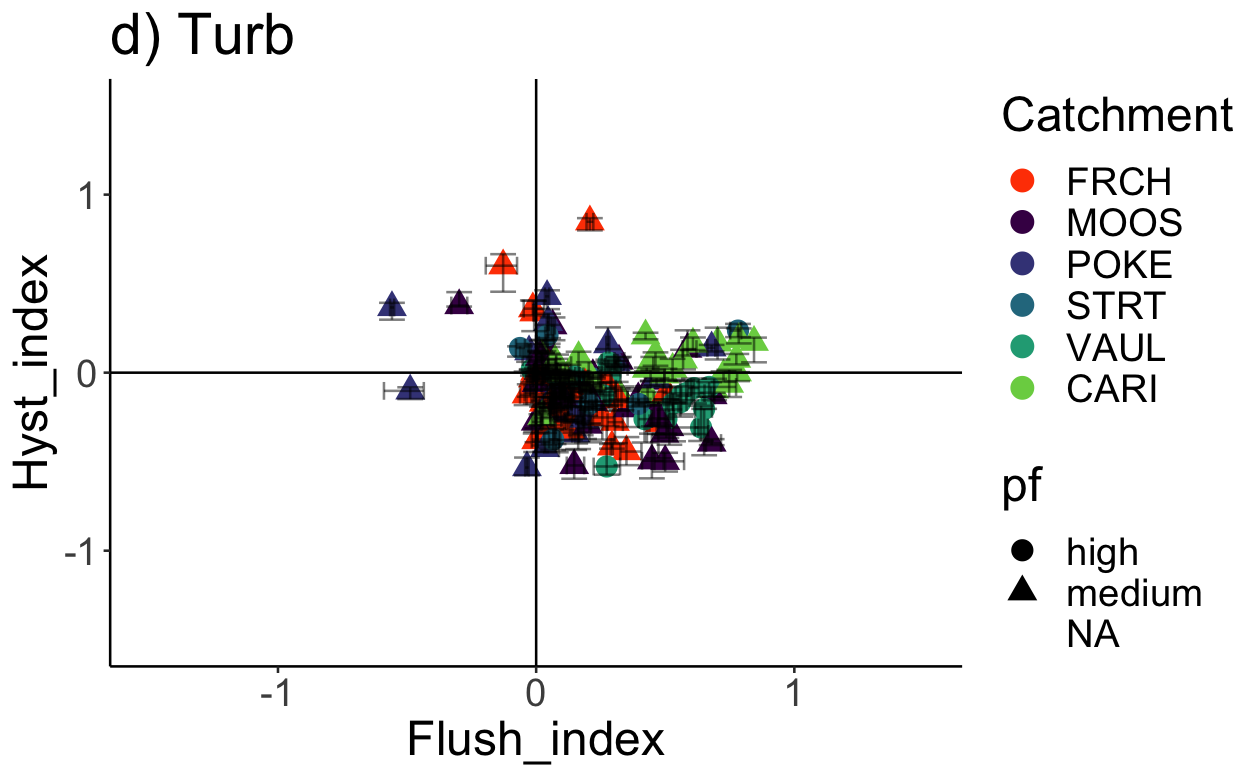 d) Turb
Hyst_index
1
0
-1
-1
0
1
Flush_index
Catchment
FRCH
MOOS
POKE
STRT
VAUL
CARI
pf
high
medium
NA